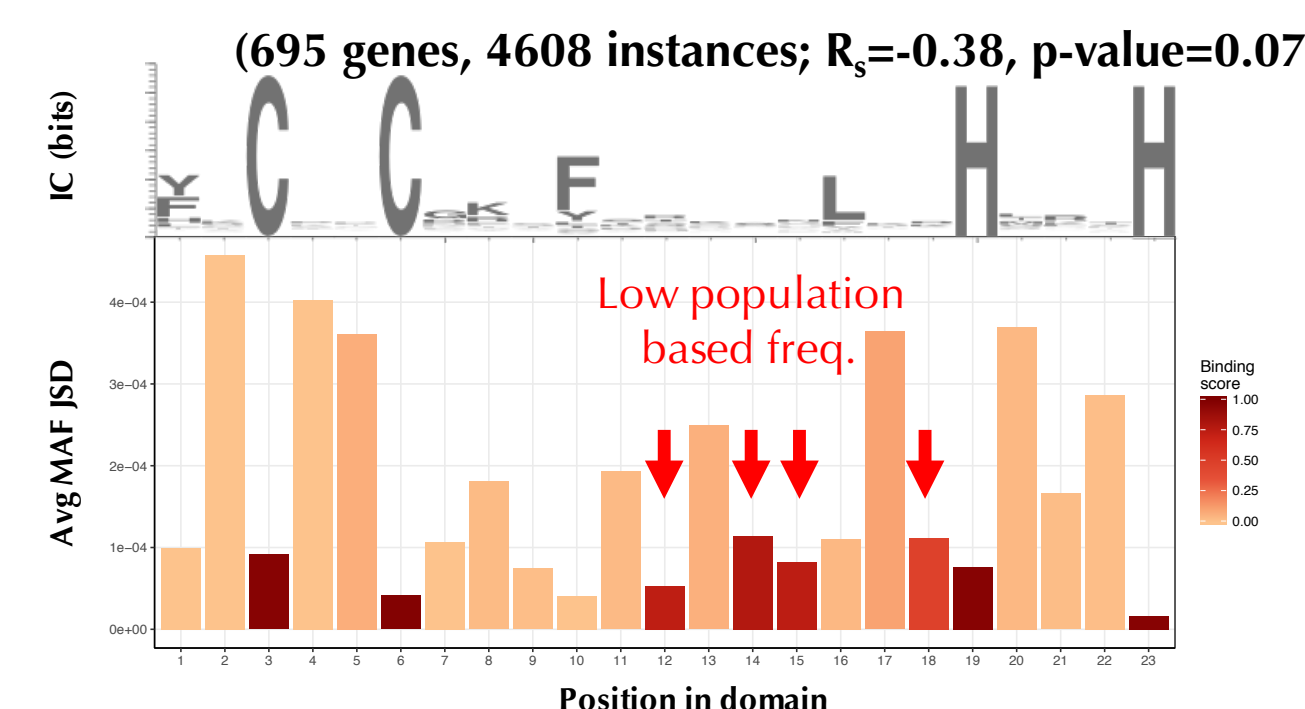 (695 genes, 4608 instances; Rs=-0.38, p-value=0.07
IC (bits)
Y F C C G K F Y L H H
Low population
based freq.
Avg MAF JSD
4e−04
3e−04
2e−04
1e−04
0e+00
1 2 3 4 5 6 7 8 9 10 11 12 13 14 15 16 17 18 19 20 21 22 23
Position in domain
Binding
score
1.00
0.75
0.50
0.25
0.00